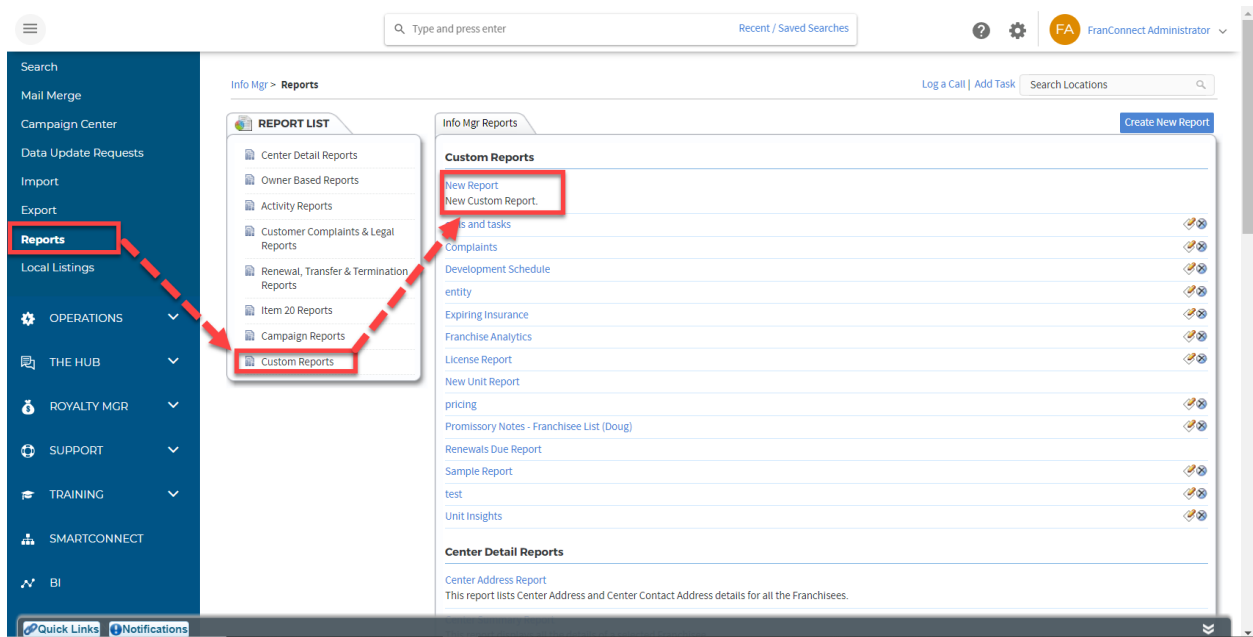 Type and press enter
Recent / Saved Searches
FA
FranConnect Administrator
Search
Mail Merge
Campaign Center
Data Update Requests
Import
Export
Reports
Local Listings
OPERATIONS
THE HUB
ROYALTY MGR
SUPPORT
TRAINING
SMARTCONNECT
BI
Info Mgr > Reports
Log a Call | Add Task
Search Locations
REPORT LIST
Center Detail Reports
Owner Based Reports
Activity Reports
Customer Complaints & Legal
Reports
Renewal, Transfer & Termination
Reports
Item 20 Reports
Campaign Reports
Custom Reports
Info Mgr Reports
Create New Report
Custom Reports
New Report
New Custom Report.
and tasks
Complaints
Development Schedule
entity
Expiring Insurance
Franchise Analytics
License Report
New Unit Report
pricing
Promissory Notes - Franchisee List (Doug)
Renewals Due Report
Sample Report
test
Unit Insights
Center Detail Reports
Center Address Report
This report lists Center Address and Center Contact Address details for all the Franchisees.
Quick Links
Notifications